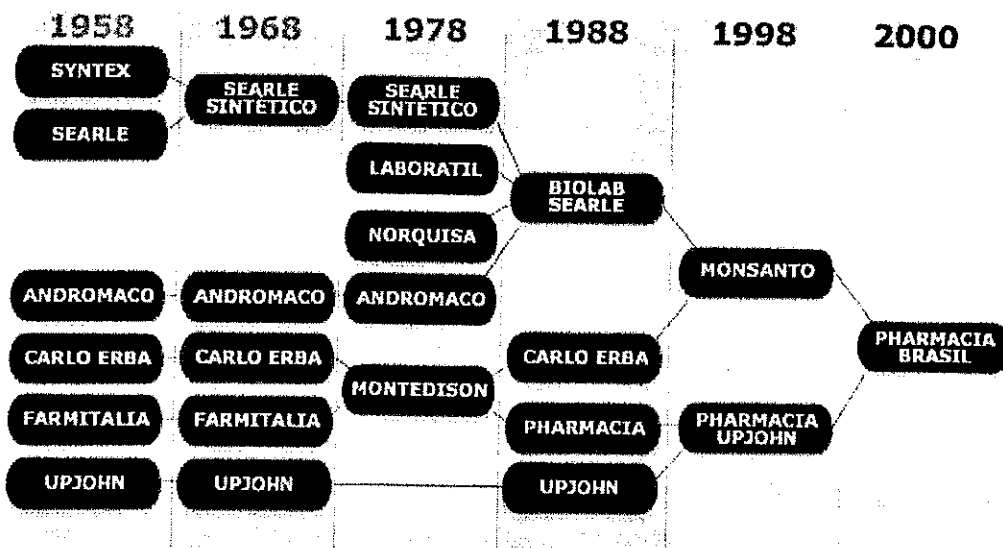 1958 1968 1978 1988 1998 2000
SYNTEX
SEARLE
SEARLE
SINTÉTICO
SEARLE
SINTÉTICO
LABORATIL
BIOLAB
SEARLE
NORQUISA
MONSANTO
ANDROMACO
ANDROMACO
ANDROMACO
PHARMACIA
BRASIL
CARLO ERBA
CARLO ERBA
CARLO ERBA
MONTEDISON
FARMITALIA
FARMITALIA
PHARMACIA
PHARMACIA
UPJOHN
UPJOHN
UPJOHN
UPJOHN